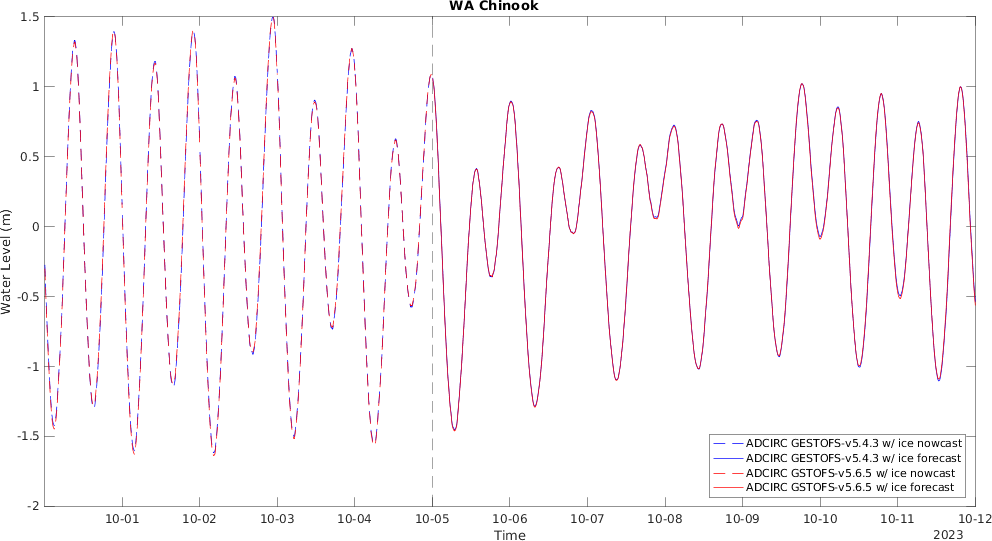 WA Chinook
1.5
1
0.5
0
-0.5
-1
-1.5
-2
Water Level (m)
10-01 10-02 10-03 10-04 10-05 10-06 10-07 10-08 10-09 10-10 10-11 10-12
Time
2023
ADCIRC GESTOFS-v5.4.3 w/ ice nowcast
ADCIRC GESTOFS-v5.4.3 w/ ice forecast
ADCIRC GSTOFS-v5.6.5 w/ ice nowcast
ADCIRC GSTOFS-v5.6.5 w/ ice forecast